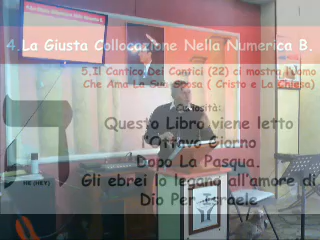 4.La Giusta Collocazione Nella Numerica B.
5.Il Cantico Dei Cantici (22) ci mostra l'Uomo
Che Ama La Sua Sposa ( Cristo e La Chiesa)
Curiosità:
Questo Libro viene letto
Ottavo Giorno
Dopo La Pasqua.
Gli ebrei lo legano all'amore di
Dio Per Israele
HE (HEY)